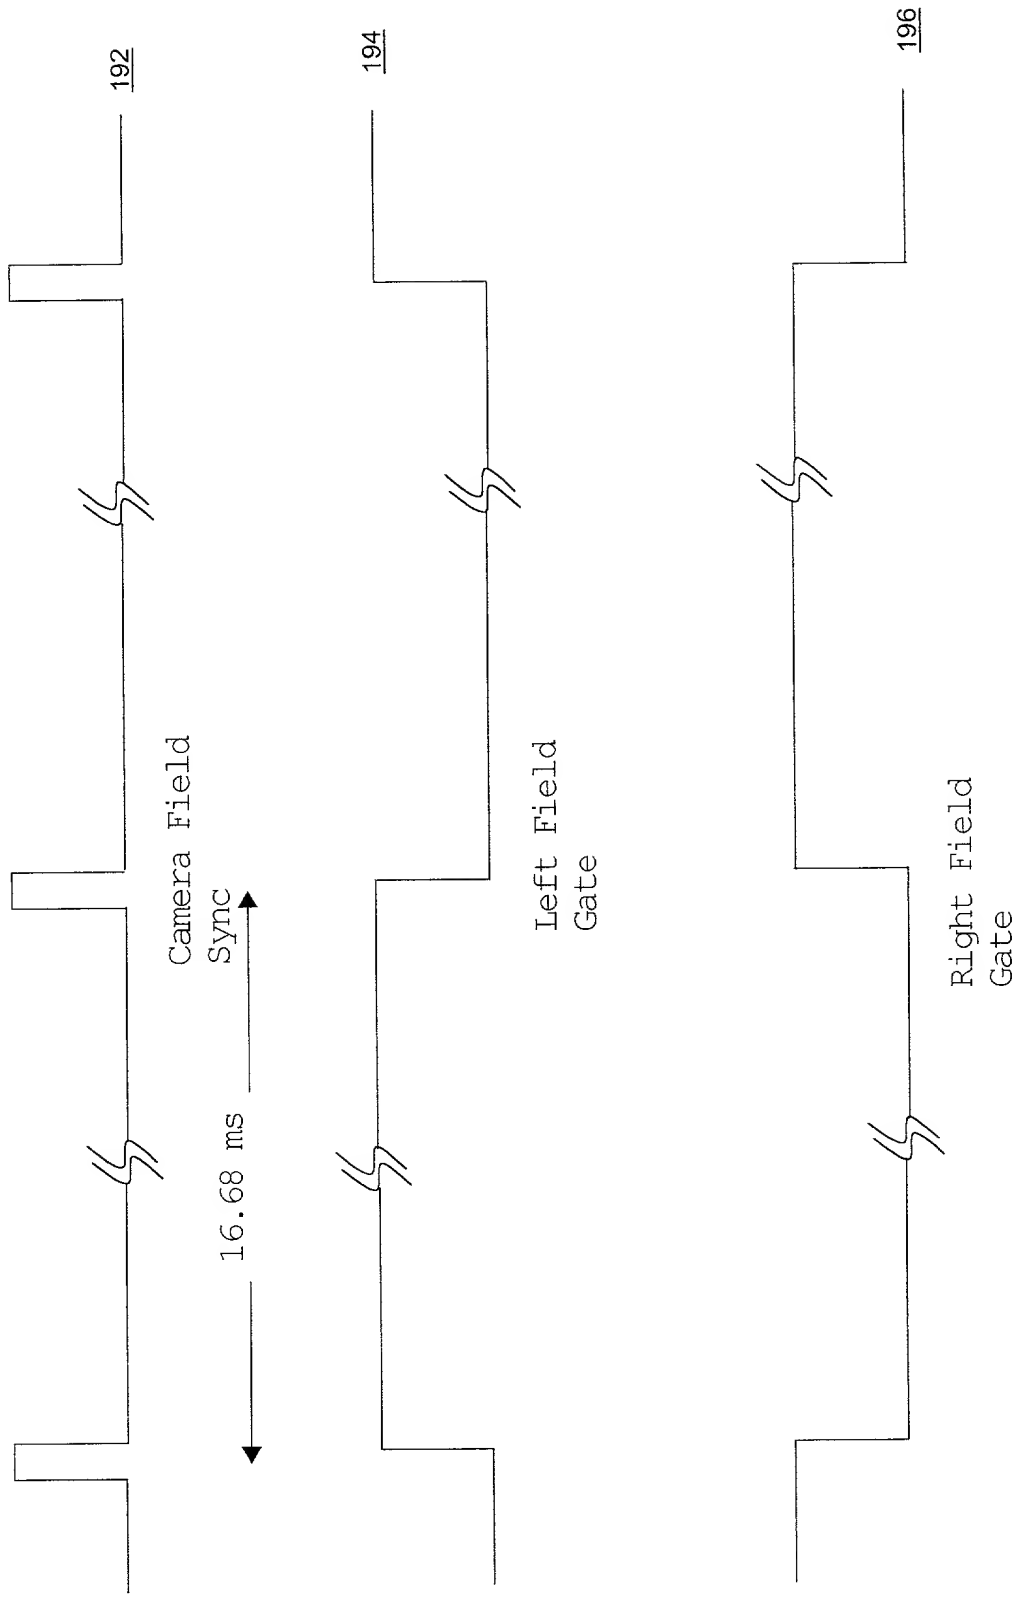 192
Camera Field
Sync
16.68 ms
194
Left Field
Gate
196
Right Field
Gate